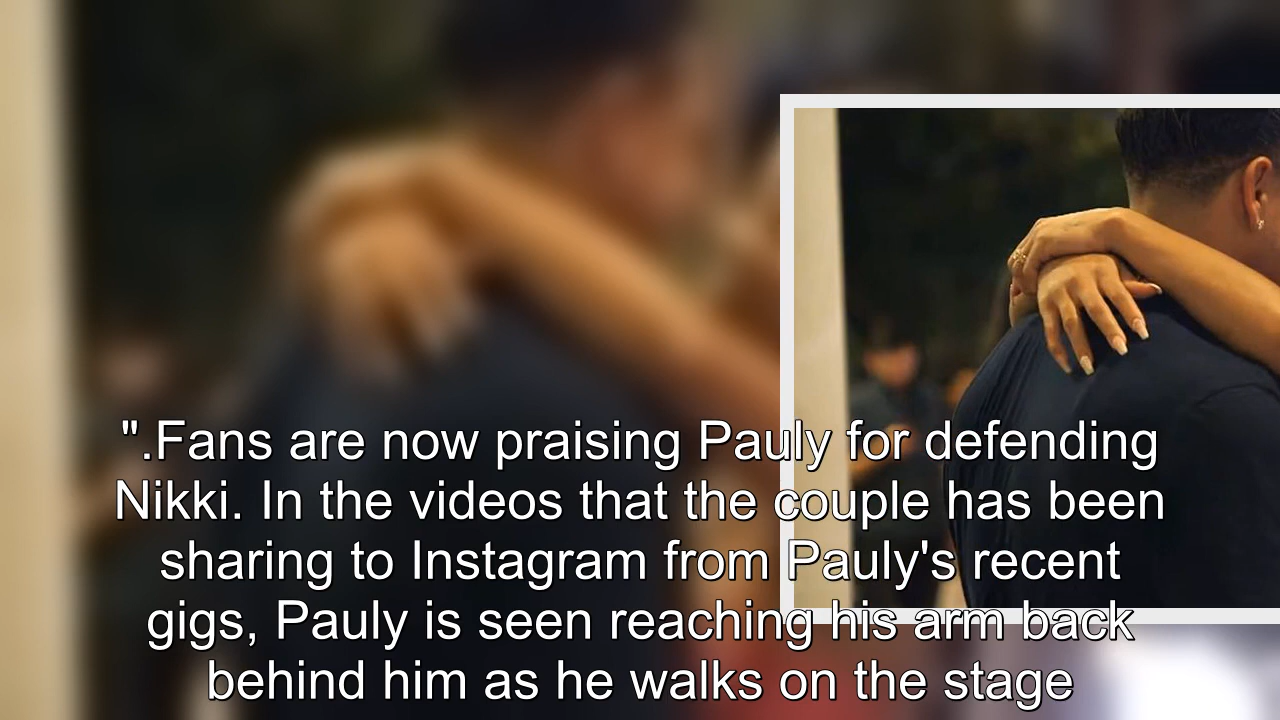 ".Fans are now praising Pauly for defending
Nikki. In the videos that the couple has been
sharing to Instagram from Pauly's recent
gigs, Pauly is seen reaching his arm back
behind him as he walks on the stage